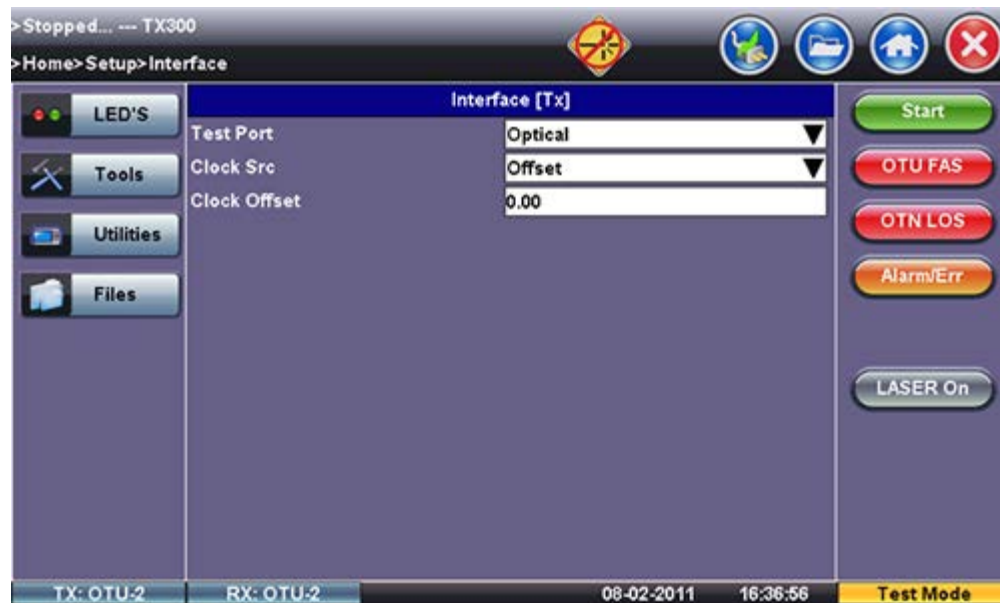 >Stopped... --- TX300
>Home>Setup>Interface
LED'S
Tools
Utilities
Files
Interface [Tx]
Test Port Optical
Clock Src Offset
Clock Offset 0.00
Start
OTU FAS
OTN LOS
Alarm/Err
LASER On
TX: OTU-2 RX: OTU-2 08-02-2011 16:36:56 Test Mode